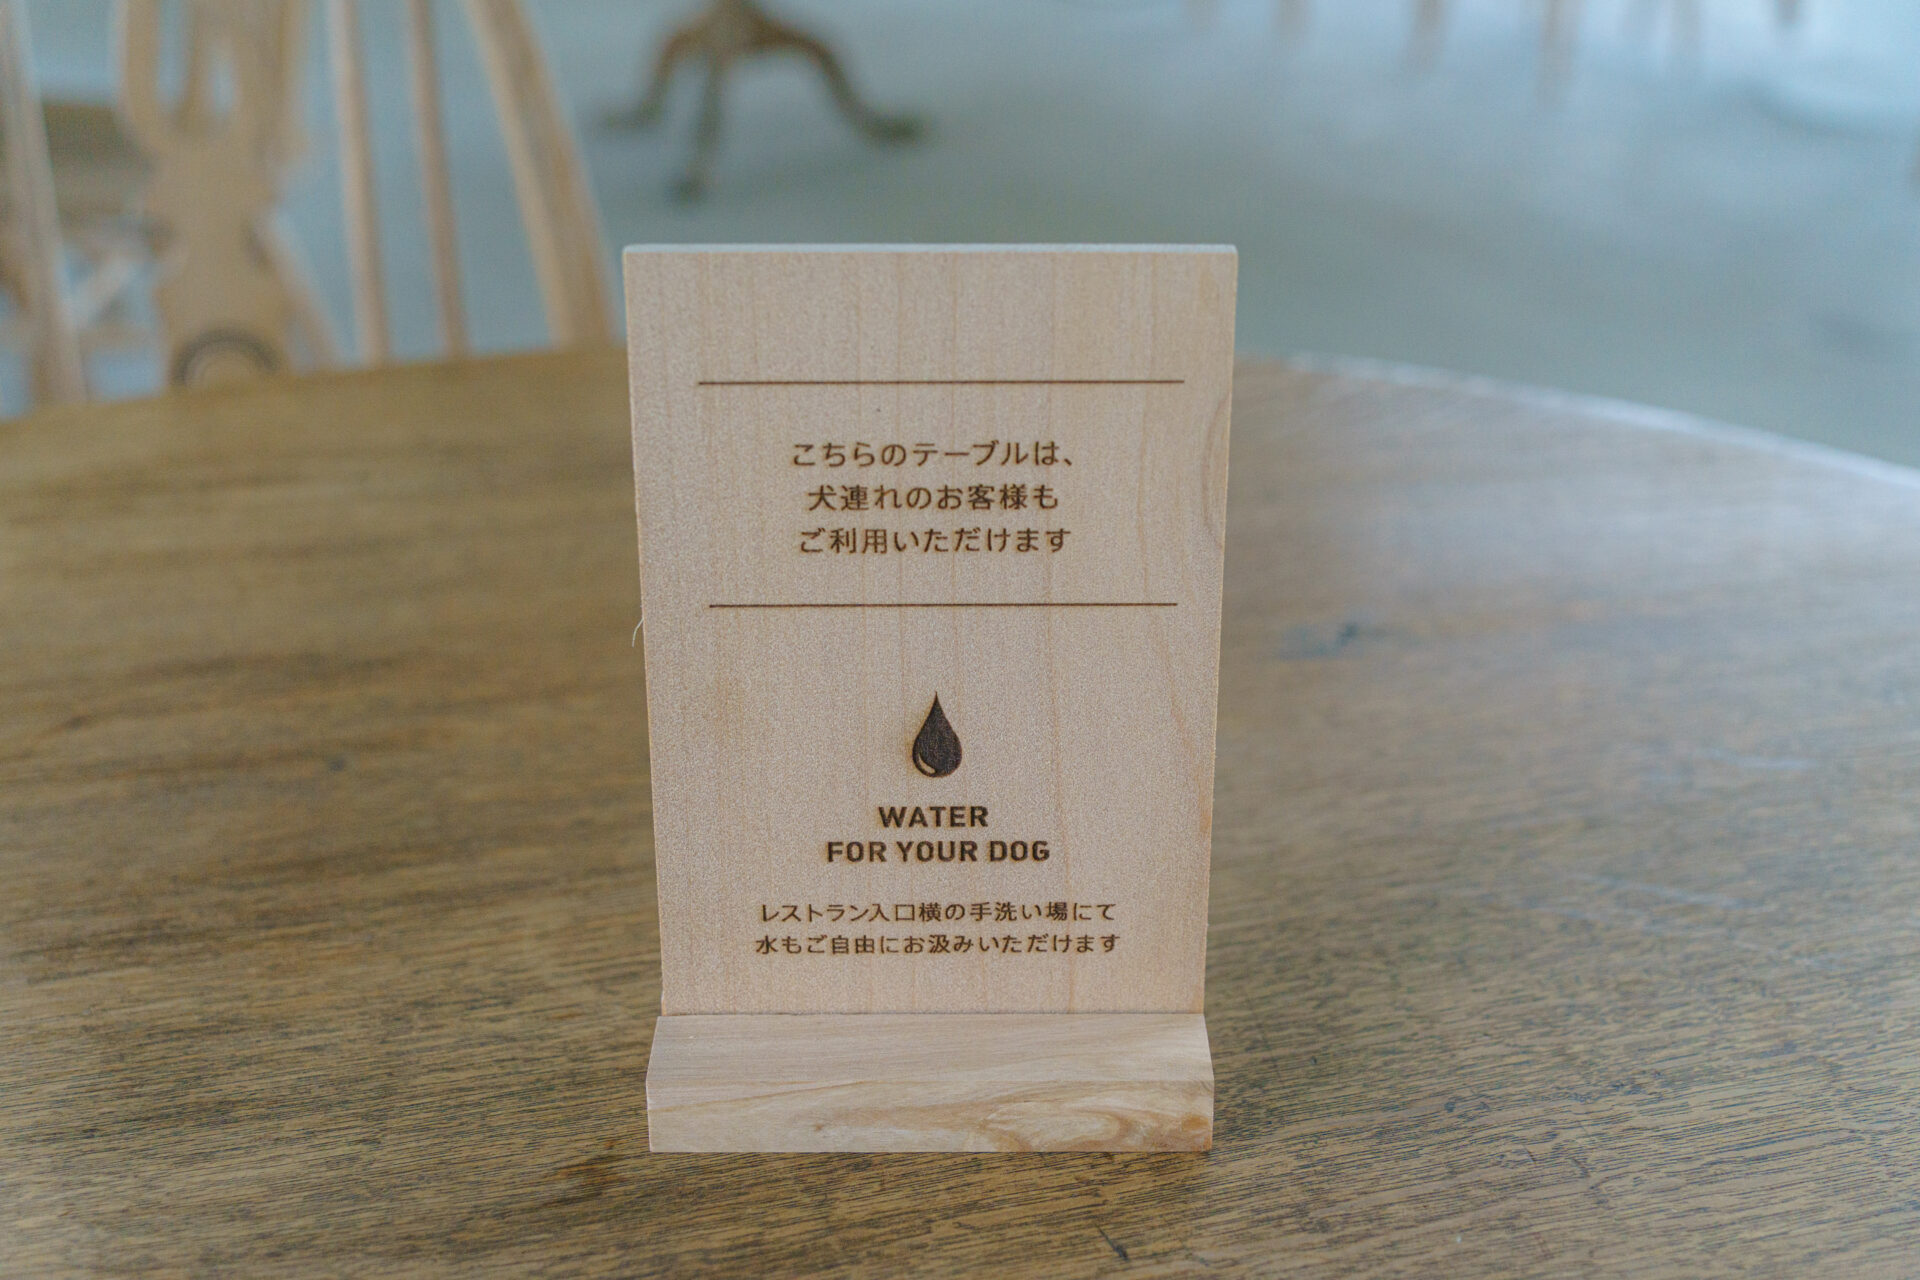 こちらのテーブルは、
犬連れのお客様も
ご利用いただけます
WATER
FOR YOUR DOG
レストラン入口横の手洗い場にて
水もご自由にお汲みいただけます